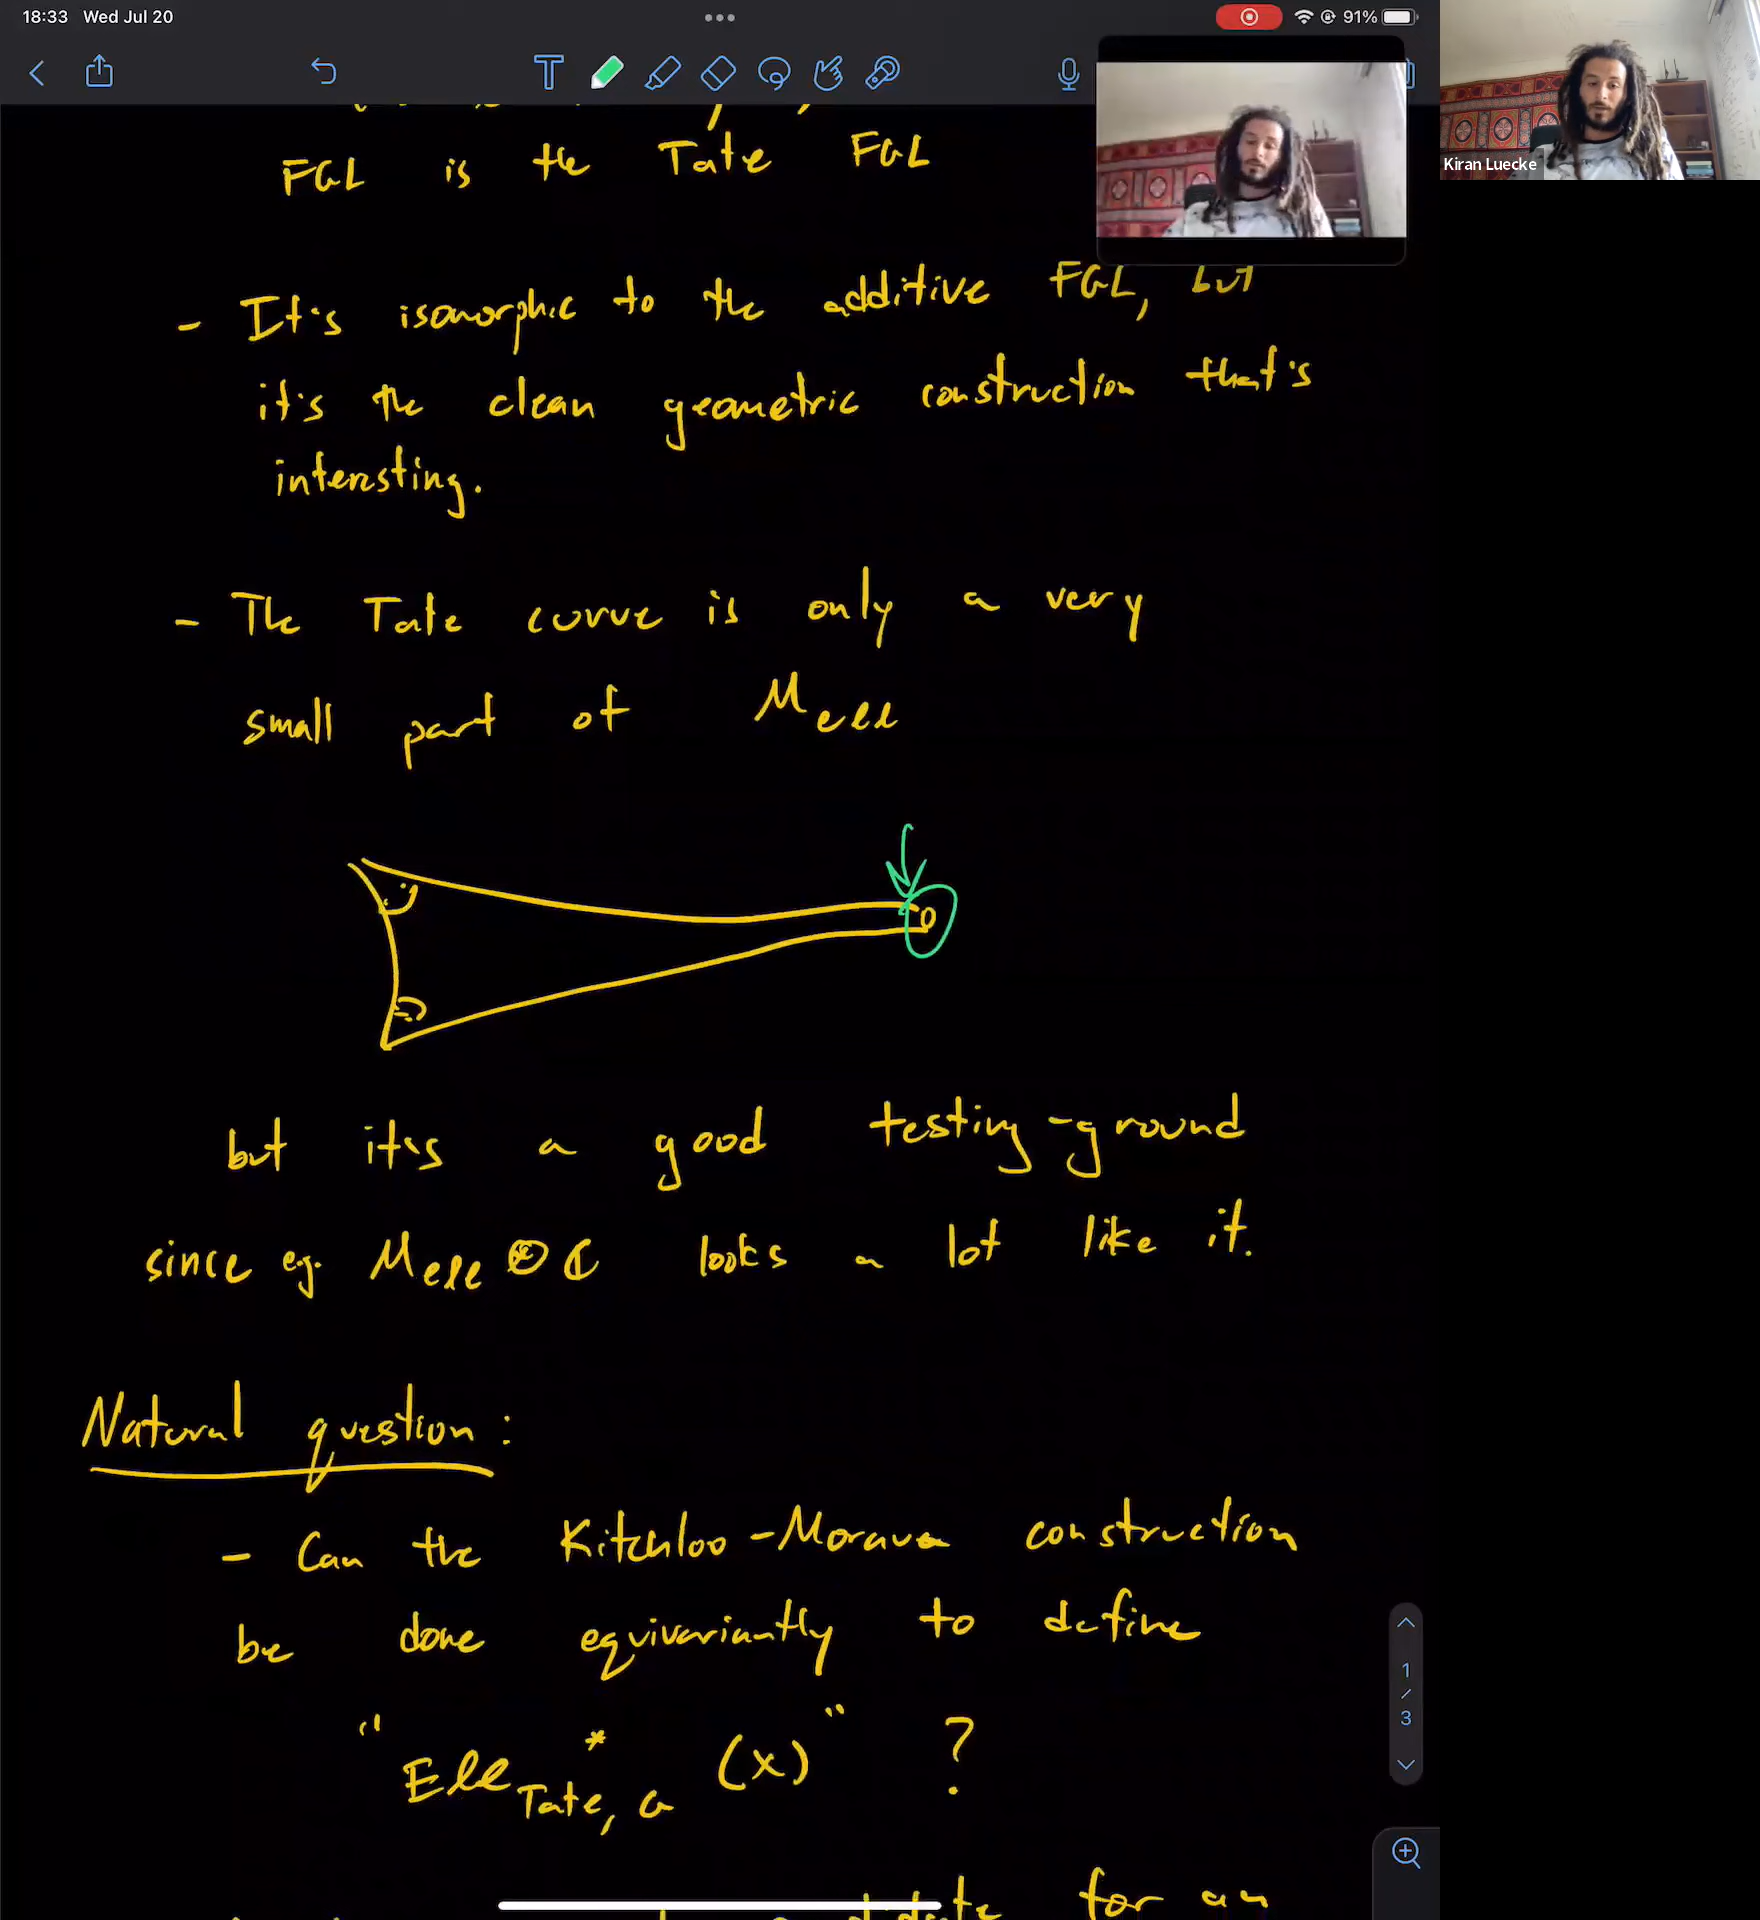 18:33 Wed Jul 20
91%
Kiran Luecke
FGL is the Tate FGL
- It's isomorphic to the additive FGL, but
it's the clean geometric construction that's
interesting.
- The Tate curve is only a very
small part of Mell
but it's a good testing-ground
since eg. Mell ⊗ ℂ looks a lot like it.
Natural question:
- Can the Kitchloo-Morava construction
be done equivariantly to define
"Ell*Tate, G (X)" ?
1
/
3
for an